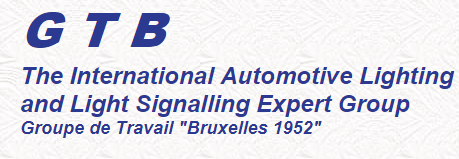 G T B
The International Automotive Lighting
and Light Signalling Expert Group
Groupe de Travail "Bruxelles 1952"